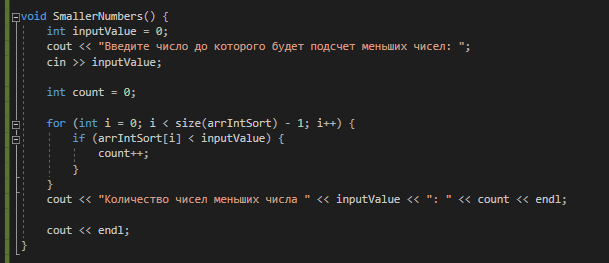 void SmallerNumbers() {
int inputValue = 0;
cout << "Введите число до которого будет подсчет меньших чисел: ";
cin >> inputValue;
int count = 0;
for (int i = 0; i < size(arrIntSort) - 1; i++) {
if (arrIntSort[i] < inputValue) {
count++;
}
}
cout << "Количество чисел меньших числа " << inputValue << ": " << count << endl;
cout << endl;
}